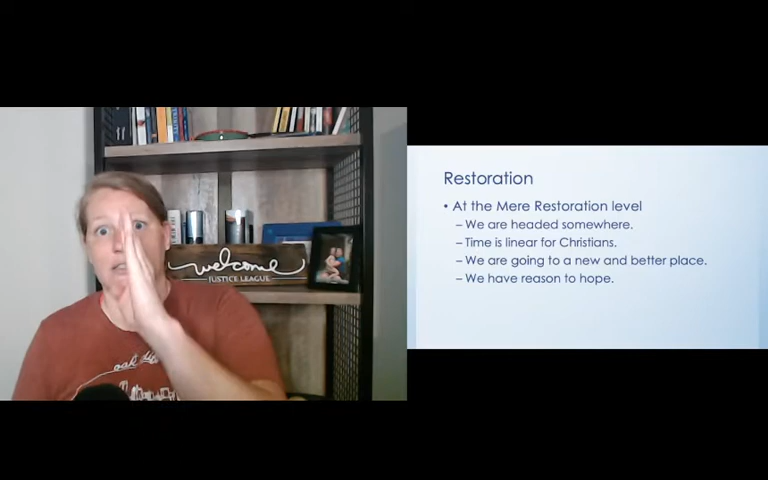 welcome
JUSTICE LEAGUE
Restoration
• At the Mere Restoration level
– We are headed somewhere.
– Time is linear for Christians.
– We are going to a new and better place.
– We have reason to hope.